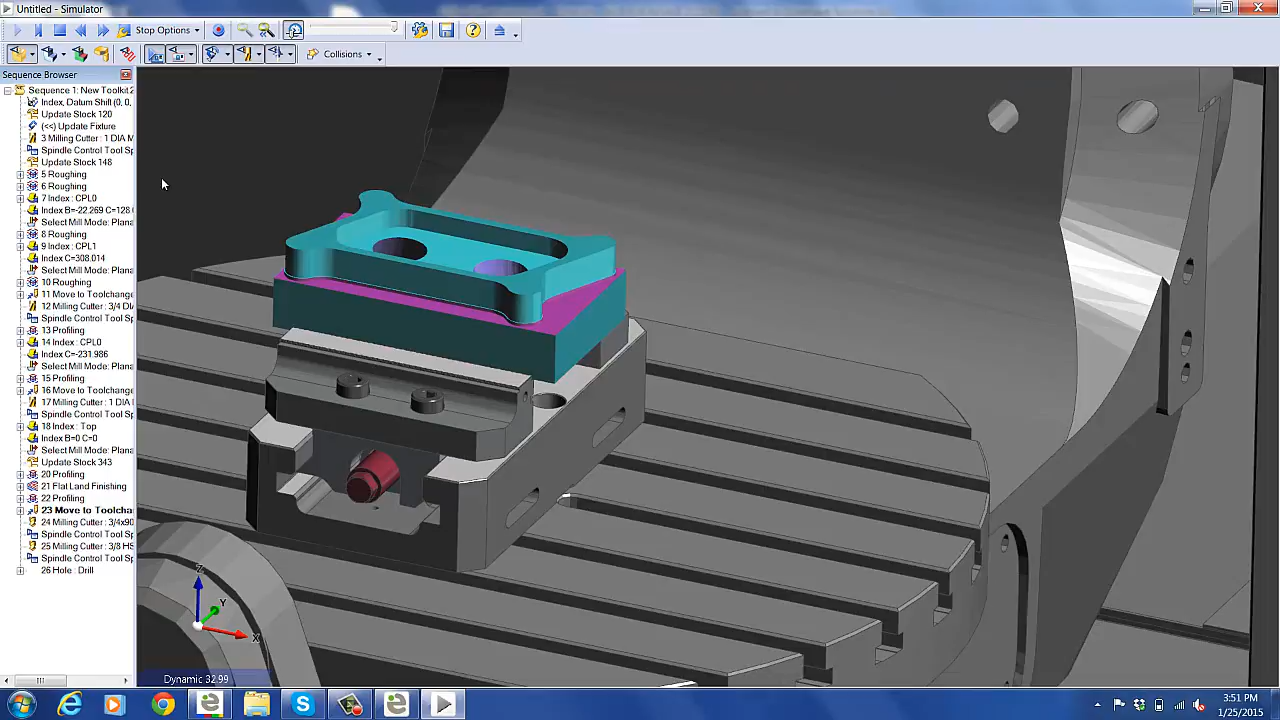 Untitled - Simulator
Stop Options
Collisions
Sequence Browser
Sequence 1: New Toolkit 2
Index, Datum Shift (0, 0,
Update Stock 120
(<<) Update Fixture
3 Milling Cutter : 1 DIA M
Spindle Control Tool Sp
Update Stock 148
5 Roughing
6 Roughing
7 Index : CPL0
Index B=-22.269 C=128
Select Mill Mode: Plana
8 Roughing
9 Index : CPL1
Index C=308.014
Select Mill Mode: Plana
10 Roughing
11 Move to Toolchange
12 Milling Cutter : 3/4 DI
Spindle Control Tool Sp
13 Profiling
14 Index : CPL0
Index C=-231.986
Select Mill Mode: Plana
15 Profiling
16 Move to Toolchange
17 Milling Cutter : 1 DIA
Spindle Control Tool Sp
18 Index : Top
Index B=0 C=0
Select Mill Mode: Plana
Update Stock 343
20 Profiling
21 Flat Land Finishing
22 Profiling
23 Move to Toolcha
24 Milling Cutter : 3/4x90
Spindle Control Tool Sp
25 Milling Cutter : 3/8 HS
Spindle Control Tool Sp
26 Hole : Drill
Z
Y
X
Dynamic 32.99
3:51 PM
1/25/2015